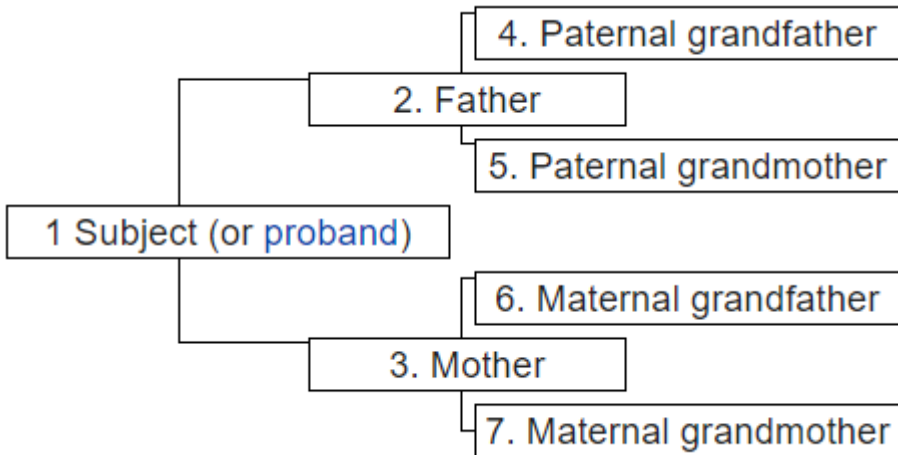 4. Paternal grandfather
2. Father
5. Paternal grandmother
1 Subject (or proband)
6. Maternal grandfather
3. Mother
7. Maternal grandmother